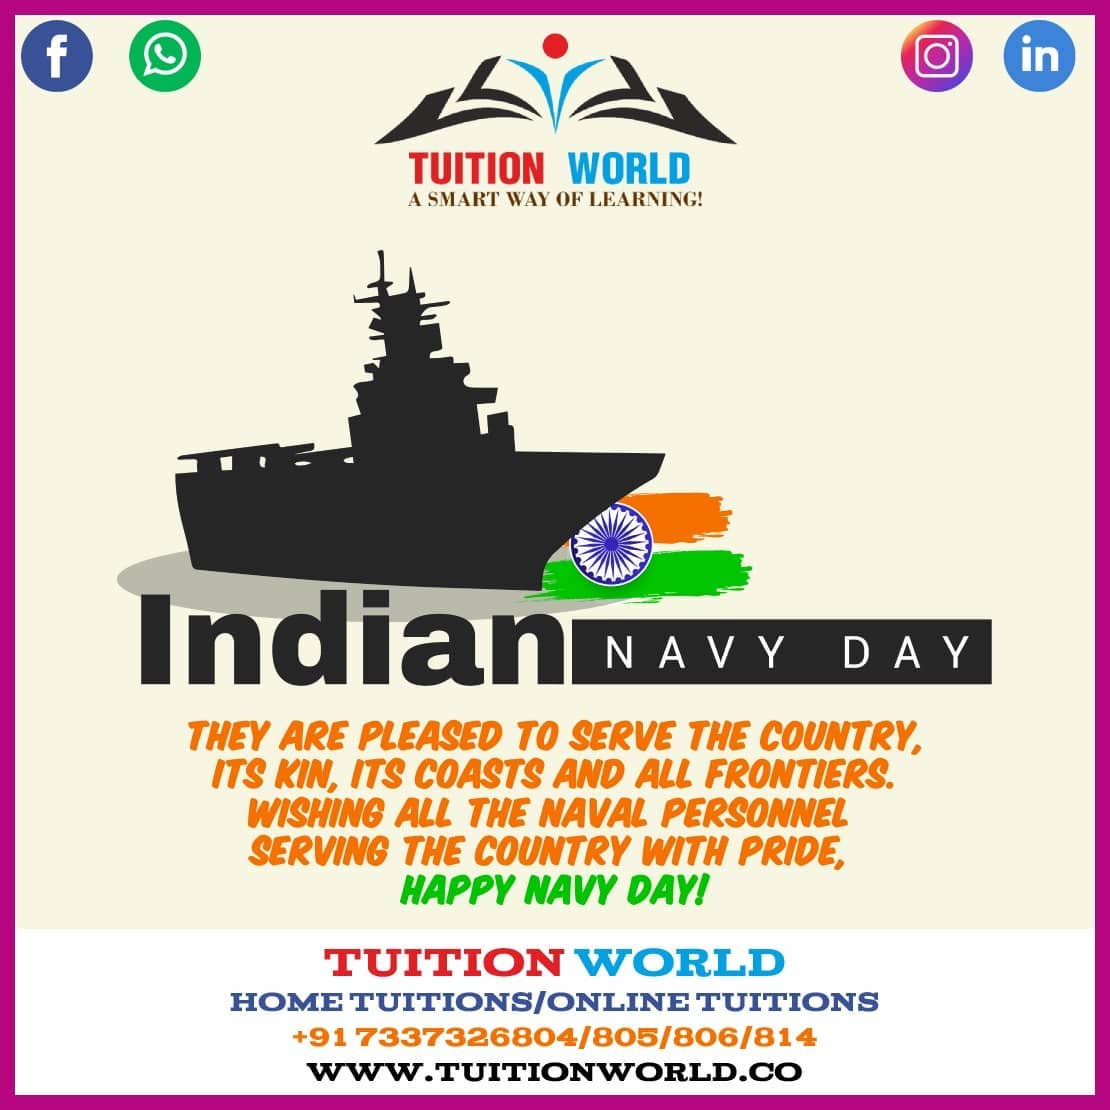 f
in
TUITION WORLD
A SMART WAY OF LEARNING!
Indian NAVY DAY
THEY ARE PLEASED TO SERVE THE COUNTRY,
ITS KIN, ITS COASTS AND ALL FRONTIERS.
WISHING ALL THE NAVAL PERSONNEL
SERVING THE COUNTRY WITH PRIDE,
HAPPY NAVY DAY!
TUITION WORLD
HOME TUITIONS/ONLINE TUITIONS
+91 7337326804/805/806/814
WWW.TUITIONWORLD.CO